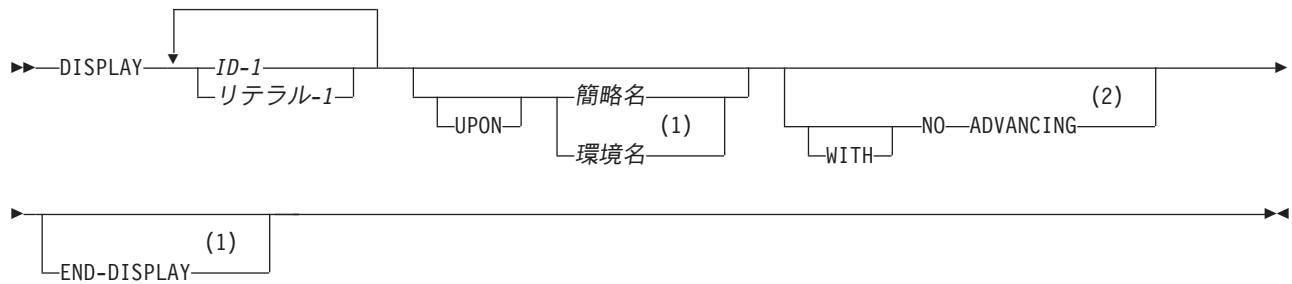 DISPLAY ID-1
リテラル-1
簡略名 (2)
UPON (1) NO ADVANCING
環境名 WITH
(1)
END-DISPLAY